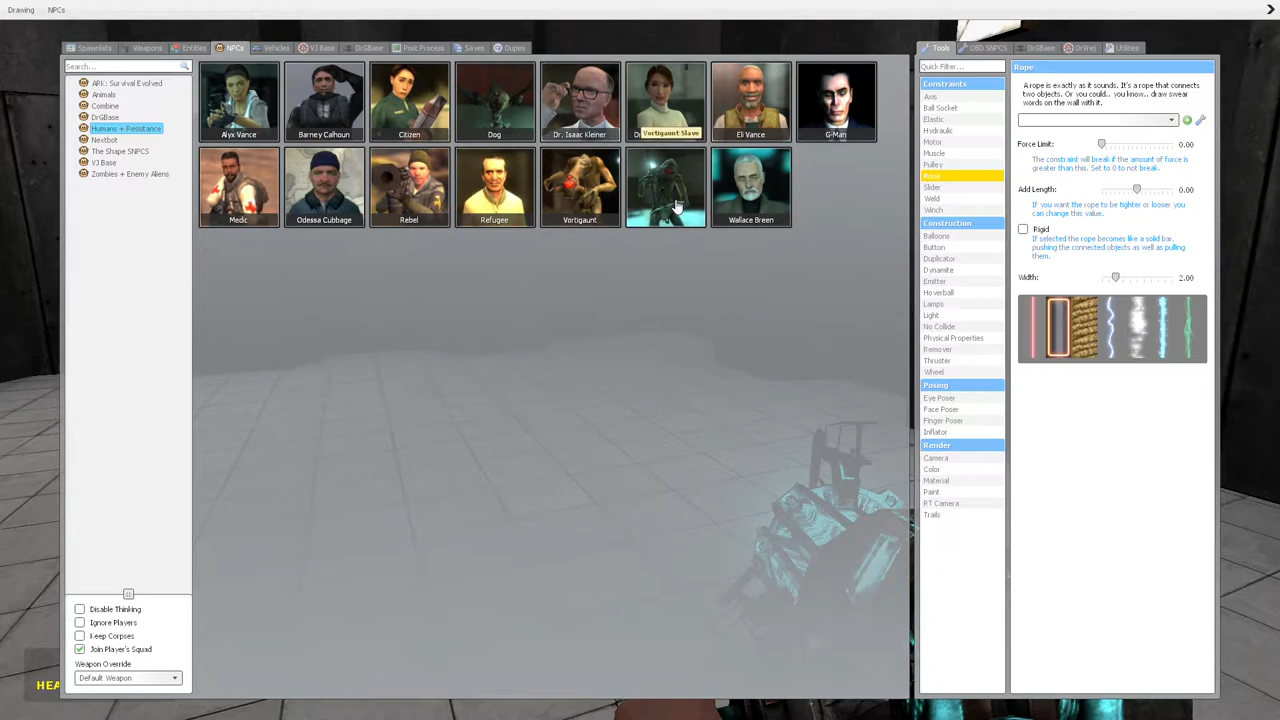 Drawing NPCs
Spawnlists Weapons Entities NPCs Vehicles VJ Base DrGBase Post Process Saves Dupes
Search...
ARK: Survival Evolved
Animals
Combine
DrGBase
Humans + Resistance
Nextbot
The Shape SNPCS
VJ Base
Zombies + Enemy Aliens
Alyx Vance Barney Calhoun Citizen Dog Dr. Isaac Kleiner Vortigaunt Slave Eli Vance G-Man
Medic Odessa Cubbage Rebel Refugee Vortigaunt Wallace Breen
Disable Thinking
Ignore Players
Keep Corpses
Join Player's Squad
Weapon Override
Default Weapon
HEA
Tools DBD SNPCS DrGBase DrVrej Utilities
Quick Filter...
Constraints
Axis
Ball Socket
Elastic
Hydraulic
Motor
Muscle
Pulley
Rope
Slider
Weld
Winch
Construction
Balloons
Button
Duplicator
Dynamite
Emitter
Hoverball
Lamps
Light
No Collide
Physical Properties
Remover
Thruster
Wheel
Posing
Eye Poser
Face Poser
Finger Poser
Inflator
Render
Camera
Color
Material
Paint
RT Camera
Trails
Rope
A rope is exactly as it sounds. It's a rope that connects
two objects. Or you could.. you know.. draw swear
words on the wall with it.
Force Limit: 0.00
The constraint will break if the amount of force is
greater than this. Set to 0 to not break.
Add Length: 0.00
If you want the rope to be tighter or looser you
can change this value.
Rigid
If selected the rope becomes like a solid bar,
pushing the connected objects as well as pulling
them.
Width: 2.00